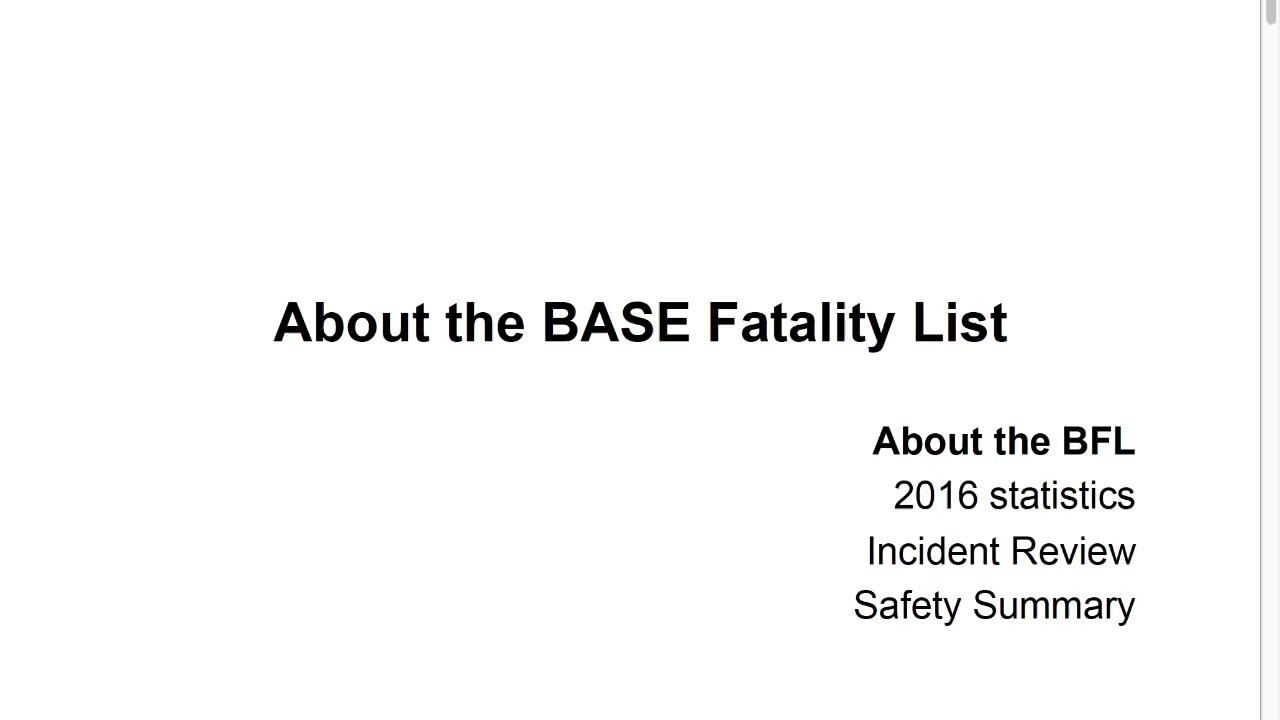 About the BASE Fatality List
About the BFL
2016 statistics
Incident Review
Safety Summary